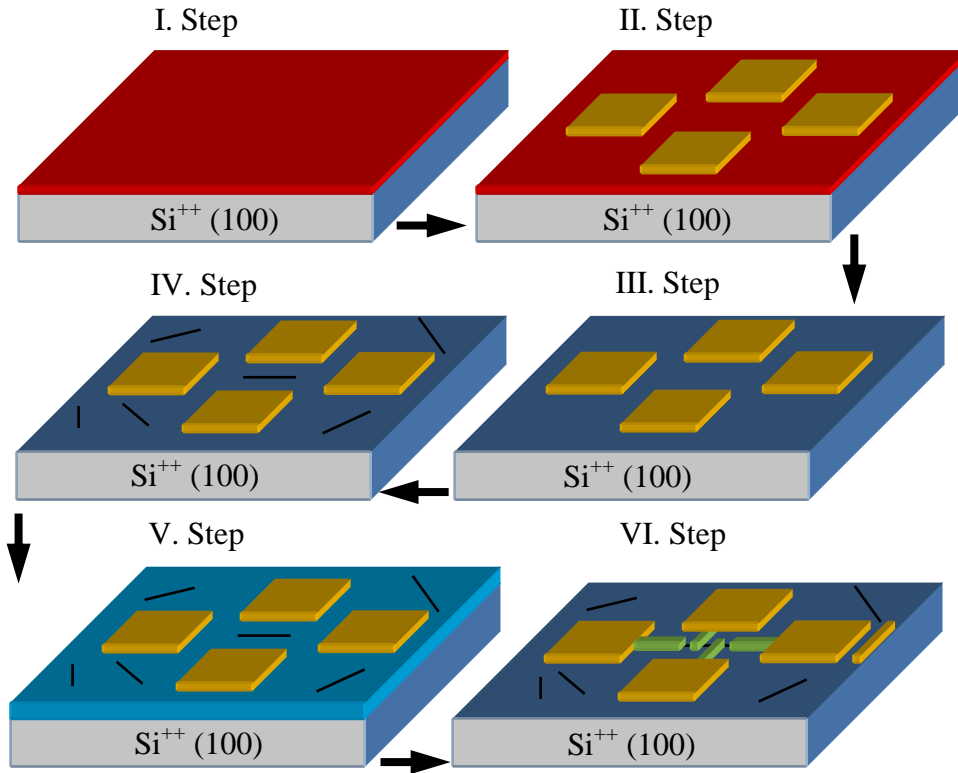 I. Step
II. Step
Si⁺⁺ (100)
Si⁺⁺ (100)
IV. Step
III. Step
Si⁺⁺ (100)
Si⁺⁺ (100)
V. Step
VI. Step
Si⁺⁺ (100)
Si⁺⁺ (100)